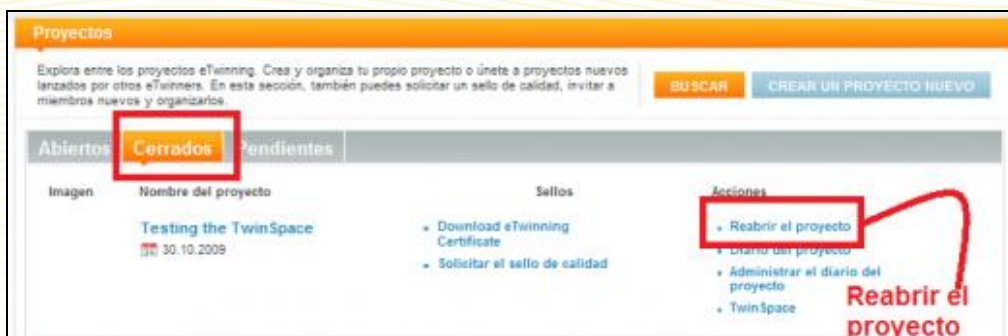 Proyectos
Explora entre los proyectos eTwinning. Crea y organiza tu propio proyecto o únete a proyectos nuevos
lanzados por otros eTwinners. En esta sección, también puedes solicitar un sello de calidad, invitar a
miembros nuevos y organizarlos.
BUSCAR CREAR UN PROYECTO NUEVO
Abiertos Cerrados Pendientes
Imagen Nombre del proyecto Sellos Acciones
Testing the TwinSpace
30.10.2009
Download eTwinning
Certificate
Solicitar el sello de calidad
Reabrir el proyecto
Diario del proyecto
Administrar el diario del
proyecto
TwinSpace
Reabrir el
proyecto